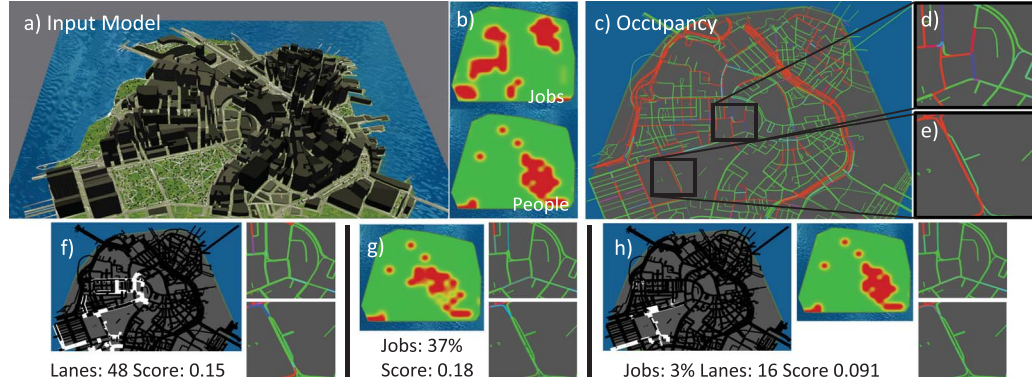 a) Input Model
b)
Jobs
People
c) Occupancy
d)
e)
f)
Lanes: 48 Score: 0.15
g)
Jobs: 37%
Score: 0.18
h)
Jobs: 3% Lanes: 16 Score 0.091